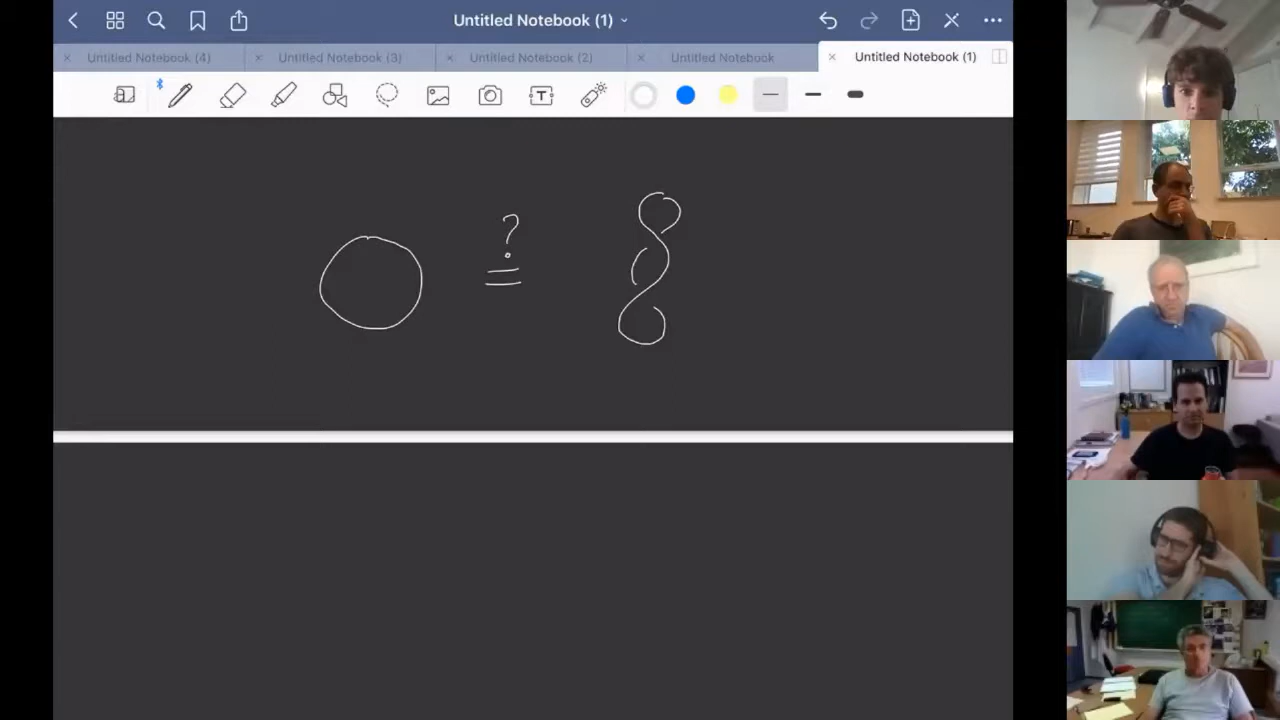 Untitled Notebook (1)
Untitled Notebook (4)
Untitled Notebook (3)
Untitled Notebook (2)
Untitled Notebook
Untitled Notebook (1)
T
?
=